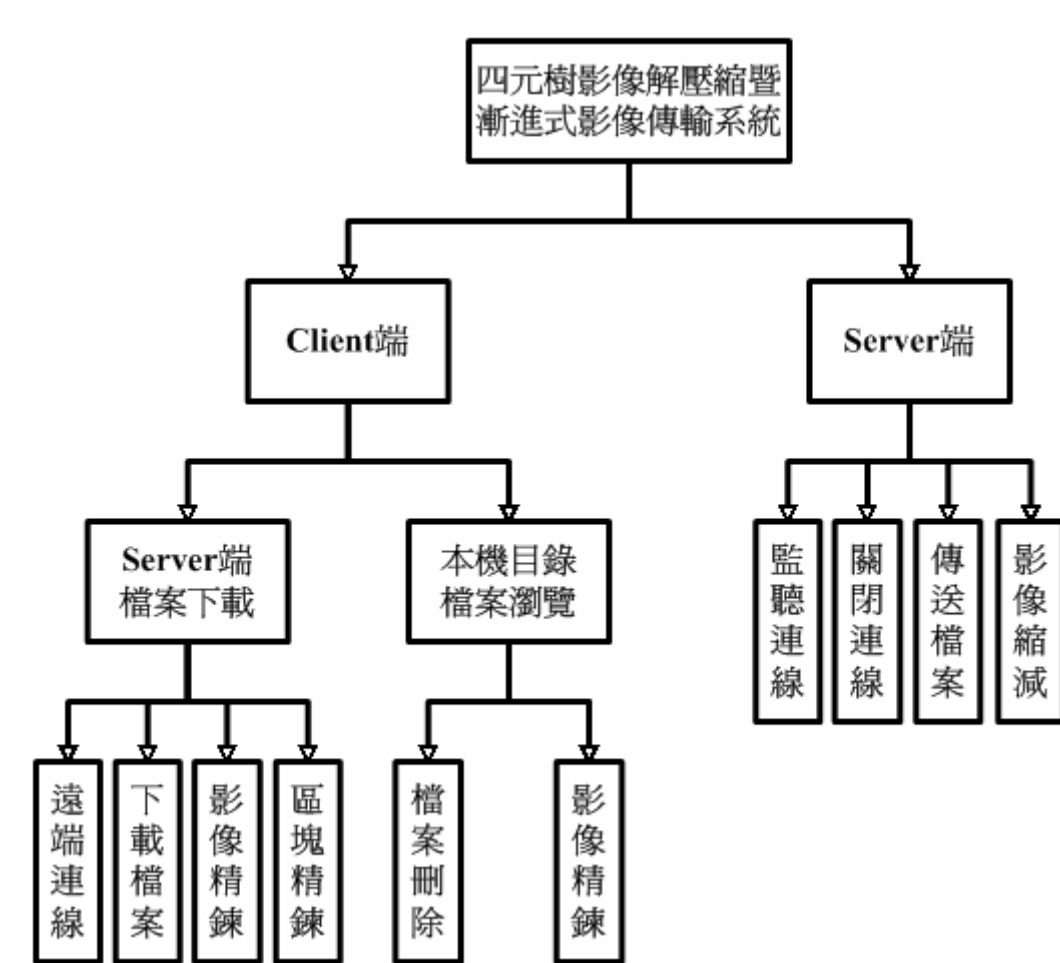 四元樹影像解壓縮暨
漸進式影像傳輸系統
Client端
Server端
Server端
檔案下載
本機目錄
檔案瀏覽
監聽連線
關閉連線
傳送檔案
影像縮減
遠端連線
下載檔案
影像精鍊
區塊精鍊
檔案刪除
影像精鍊